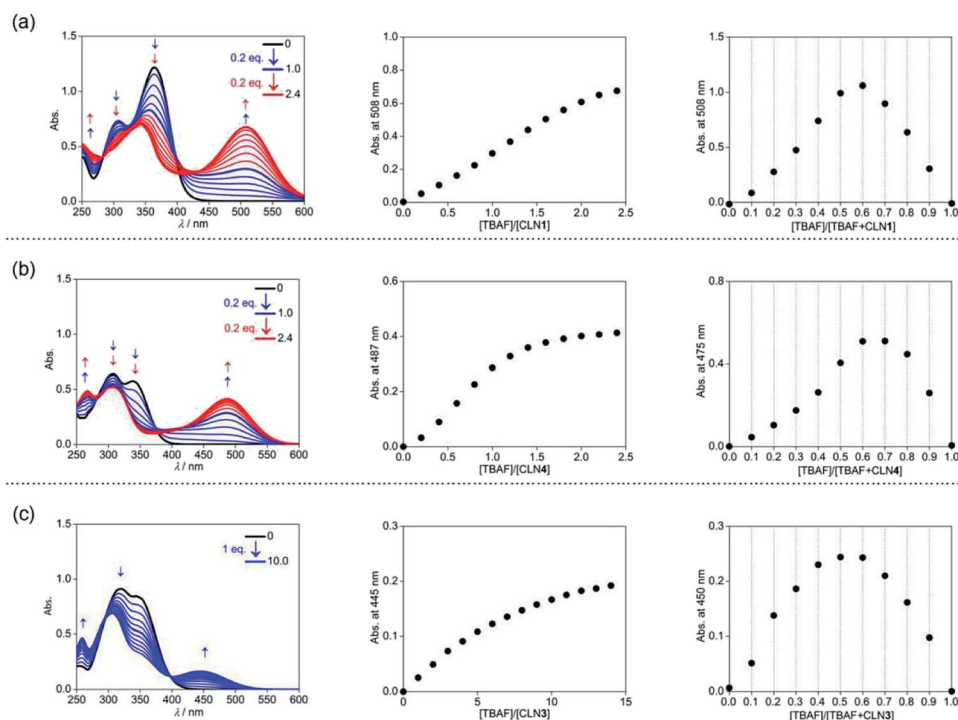 (a)
1.5
1.0
0.5
0.0
Abs.
250 300 350 400 450 500 550 600
λ / nm
0
0.2 eq.
1.0
0.2 eq.
2.4
1.0
0.8
0.6
0.4
0.2
0.0
Abs. at 508 nm
0.0 0.5 1.0 1.5 2.0 2.5
[TBAF]/[CLN1]
1.5
1.0
0.5
0.0
Abs. at 508 nm
0.0 0.1 0.2 0.3 0.4 0.5 0.6 0.7 0.8 0.9 1.0
[TBAF]/[TBAF+CLN1]
(b)
1.5
1.0
0.5
0.0
Abs.
250 300 350 400 450 500 550 600
λ / nm
0
0.2 eq.
1.0
0.2 eq.
2.4
0.6
0.4
0.2
0.0
Abs. at 487 nm
0.0 0.5 1.0 1.5 2.0 2.5
[TBAF]/[CLN4]
0.8
0.4
0.0
Abs. at 475 nm
0.0 0.1 0.2 0.3 0.4 0.5 0.6 0.7 0.8 0.9 1.0
[TBAF]/[TBAF+CLN4]
(c)
1.5
1.0
0.5
0.0
Abs.
250 300 350 400 450 500 550 600
λ / nm
0
1 eq.
10.0
0.3
0.2
0.1
0.0
Abs. at 445 nm
0 5 10 15
[TBAF]/[CLN3]
0.3
0.2
0.1
0.0
Abs. at 450 nm
0.0 0.1 0.2 0.3 0.4 0.5 0.6 0.7 0.8 0.9 1.0
[TBAF]/[TBAF+CLN3]